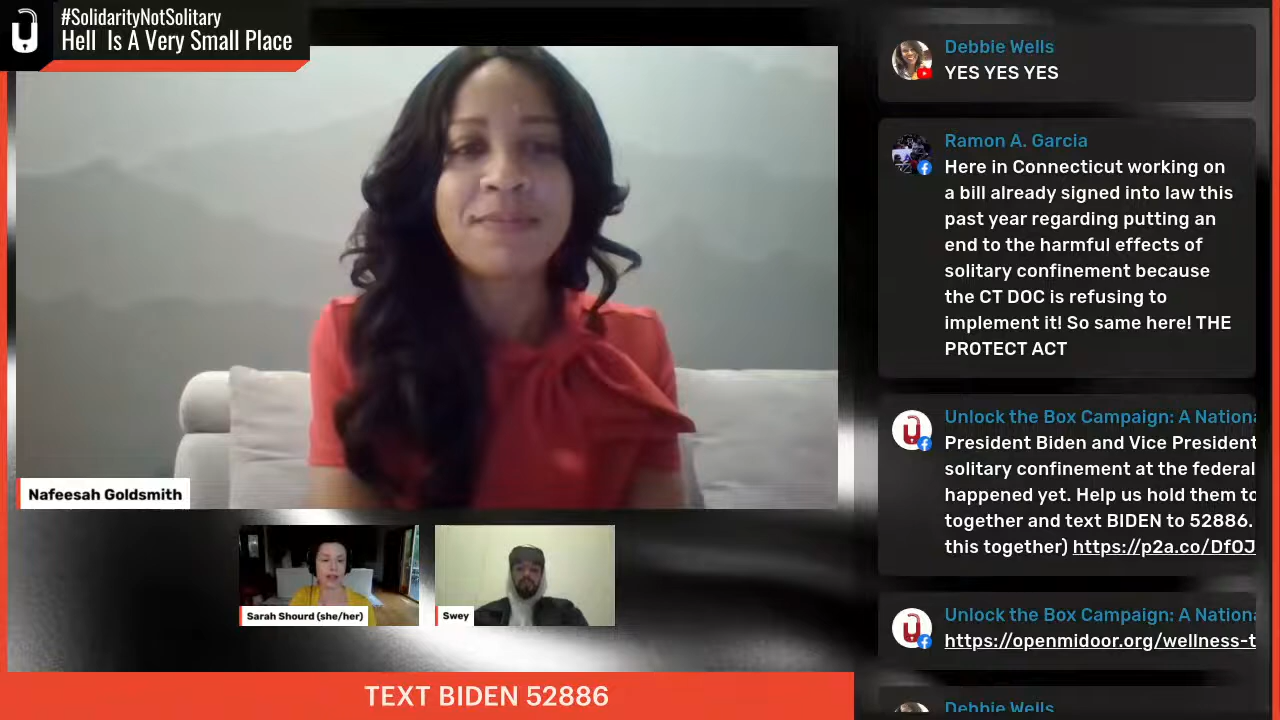 #SolidarityNotSolitary
Hell Is A Very Small Place
Nafeesah Goldsmith
Sarah Shourd (she/her)
Swey
TEXT BIDEN 52886
Debbie Wells
YES YES YES
Ramon A. Garcia
Here in Connecticut working on
a bill already signed into law this
past year regarding putting an
end to the harmful effects of
solitary confinement because
the CT DOC is refusing to
implement it! So same here! THE
PROTECT ACT
Unlock the Box Campaign: A Nationa
President Biden and Vice President
solitary confinement at the federal
happened yet. Help us hold them to
together and text BIDEN to 52886.
this together) https://p2a.co/DfOJ
Unlock the Box Campaign: A Nationa
https://openmidoor.org/wellness-t
Debbie Wells